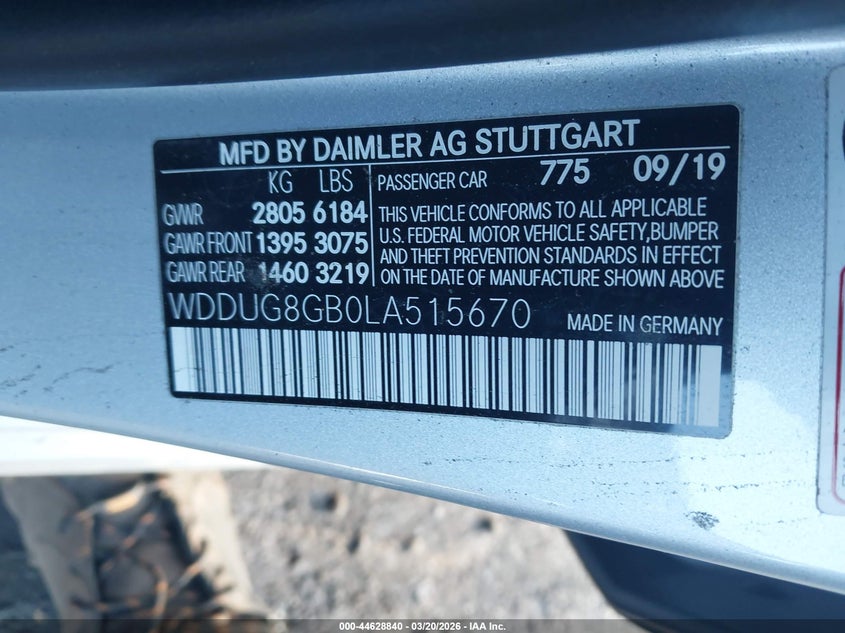 MFD BY DAIMLER AG STUTTGART
KG LBS
GVWR 2805 6184
GAWR FRONT 1395 3075
GAWR REAR 1460 3219
PASSENGER CAR 775 09/19
THIS VEHICLE CONFORMS TO ALL APPLICABLE
U.S. FEDERAL MOTOR VEHICLE SAFETY,BUMPER
AND THEFT PREVENTION STANDARDS IN EFFECT
ON THE DATE OF MANUFACTURE SHOWN ABOVE.
WDDUG8GB0LA515670 MADE IN GERMANY
000-44628840 — 03/20/2026 — IAA Inc.